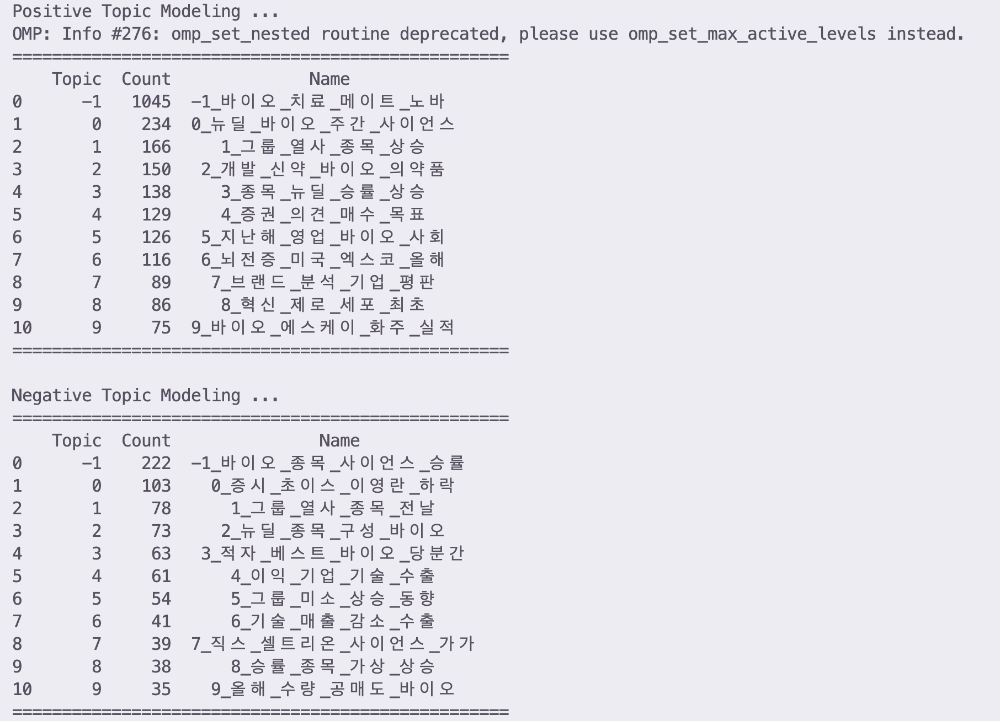 Positive Topic Modeling ...
OMP: Info #276: omp_set_nested routine deprecated, please use omp_set_max_active_levels instead.
==================================================
Topic Count Name
0 -1 1045 -1_바이오_치료_메이트_노바
1 0 234 0_뉴딜_바이오_주간_사이언스
2 1 166 1_그룹_열사_종목_상승
3 2 150 2_개발_신약_바이오_의약품
4 3 138 3_종목_뉴딜_승률_상승
5 4 129 4_증권_의견_매수_목표
6 5 126 5_지난해_영업_바이오_사회
7 6 116 6_뇌전증_미국_엑스코_올해
8 7 89 7_브랜드_분석_기업_평판
9 8 86 8_혁신_제로_세포_최초
10 9 75 9_바이오_에스케이_화주_실적
==================================================
Negative Topic Modeling ...
==================================================
Topic Count Name
0 -1 222 -1_바이오_종목_사이언스_승률
1 0 103 0_증시_초이스_이영란_하락
2 1 78 1_그룹_열사_종목_전날
3 2 73 2_뉴딜_종목_구성_바이오
4 3 63 3_적자_베스트_바이오_당분간
5 4 61 4_이익_기업_기술_수출
6 5 54 5_그룹_미소_상승_동향
7 6 41 6_기술_매출_감소_수출
8 7 39 7_직스_셀트리온_사이언스_가가
9 8 38 8_승률_종목_가상_상승
10 9 35 9_올해_수량_공매도_바이오
==================================================